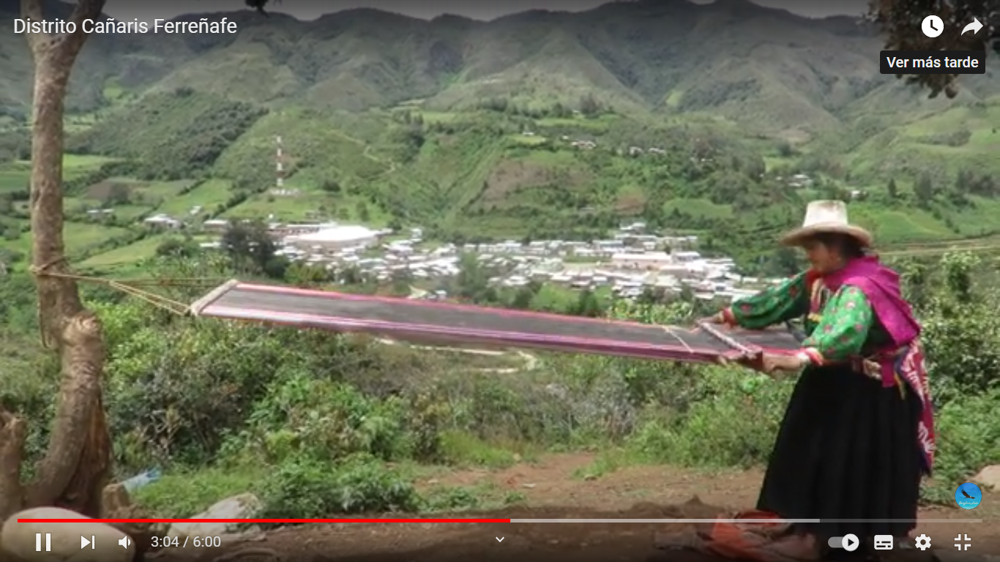 Distrito Cañaris Ferreñafe
Ver más tarde
3:04 / 6:00